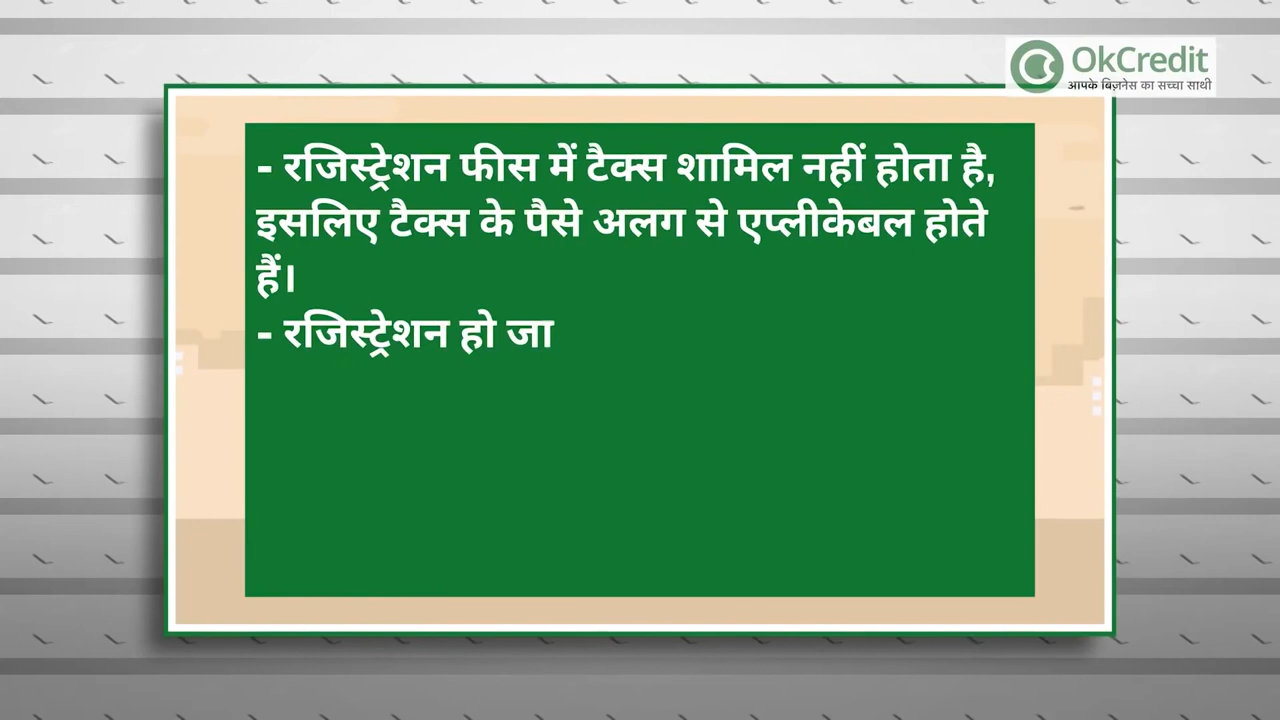 OkCredit
आपके बिज़नेस का सच्चा साथी
- रजिस्ट्रेशन फीस में टैक्स शामिल नहीं होता है,
इसलिए टैक्स के पैसे अलग से एप्लीकेबल होते
हैं।
- रजिस्ट्रेशन हो जा